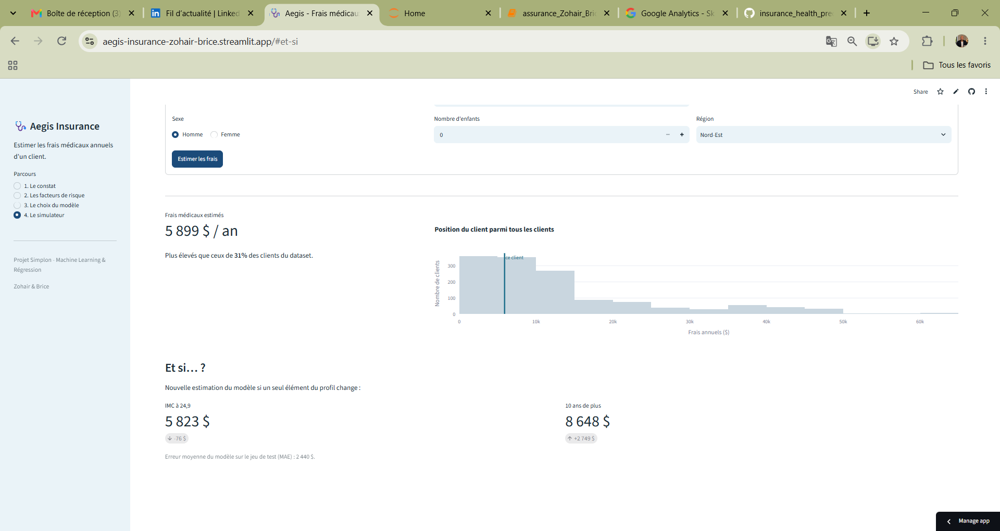 Boîte de réception (3)
Fil d'actualité | Linked
Aegis - Frais médicau
Home
assurance_Zohair_Bri
Google Analytics - Sk
insurance_health_pre
aegis-insurance-zohair-brice.streamlit.app/#et-si
Tous les favoris
Share
Aegis Insurance
Estimer les frais médicaux annuels
d'un client.
Parcours
1. Le constat
2. Les facteurs de risque
3. Le choix du modèle
4. Le simulateur
Projet Simplon - Machine Learning &
Régression
Zohair & Brice
Sexe
Homme
Femme
Nombre d'enfants
0
Région
Nord-Est
Estimer les frais
Frais médicaux estimés
5 899 $ / an
Plus élevés que ceux de 31% des clients du dataset.
Position du client parmi tous les clients
ce client
Nombre de clients
300
200
100
0
0
10k
20k
30k
40k
50k
60k
Frais annuels ($)
Et si… ?
Nouvelle estimation du modèle si un seul élément du profil change :
IMC à 24,9
5 823 $
-76 $
10 ans de plus
8 648 $
+2 749 $
Erreur moyenne du modèle sur le jeu de test (MAE) : 2 440 $.
Manage app